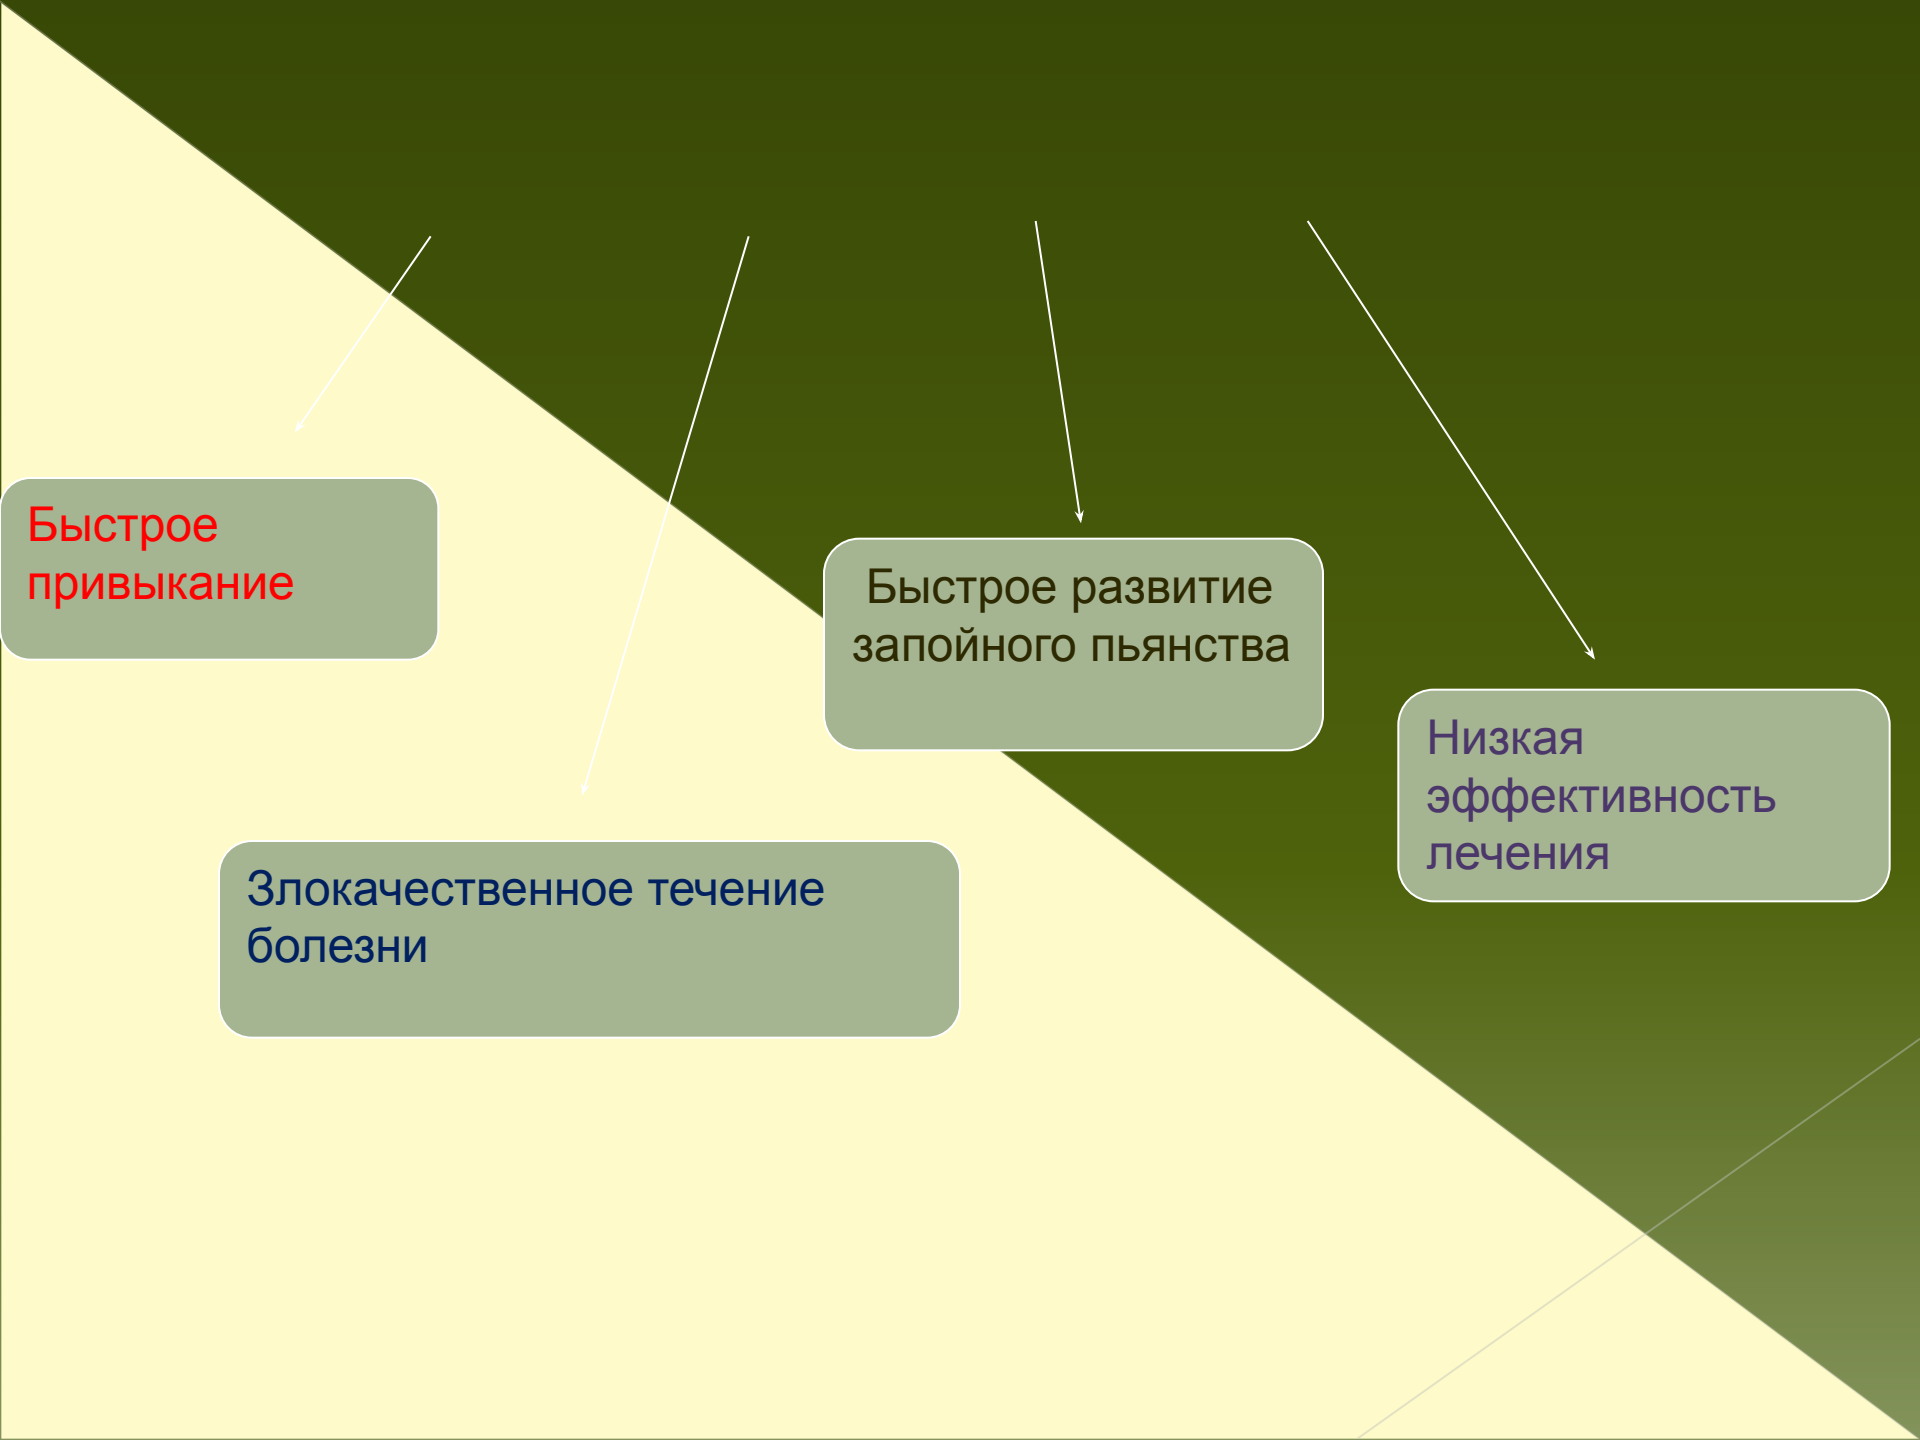 Быстрое
привыкание
Быстрое развитие
запойного пьянства
Низкая
эффективность
лечения
Злокачественное течение
болезни